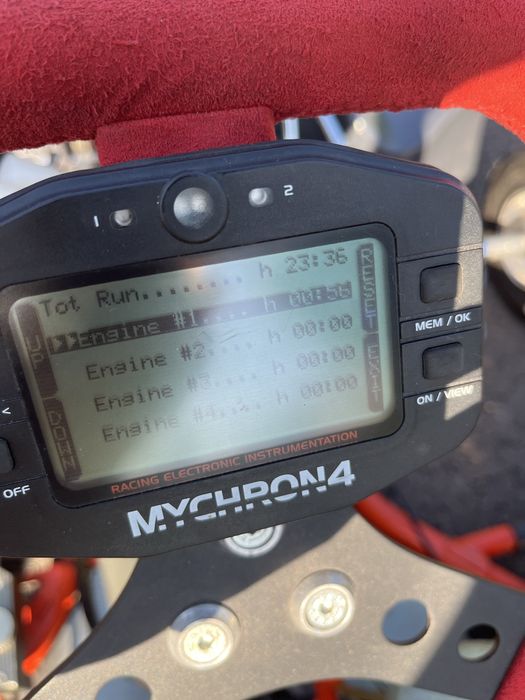 1
2
Tot Run........ h 23:36
>>Engine #1.... h 00:56
Engine #2.... h 00:00
Engine #3.... h 00:00
Engine #4.... h 00:00
UP
DOWN
RESET
EXIT
MEM / OK
ON / VIEW
<
OFF
RACING ELECTRONIC INSTRUMENTATION
MYCHRON4